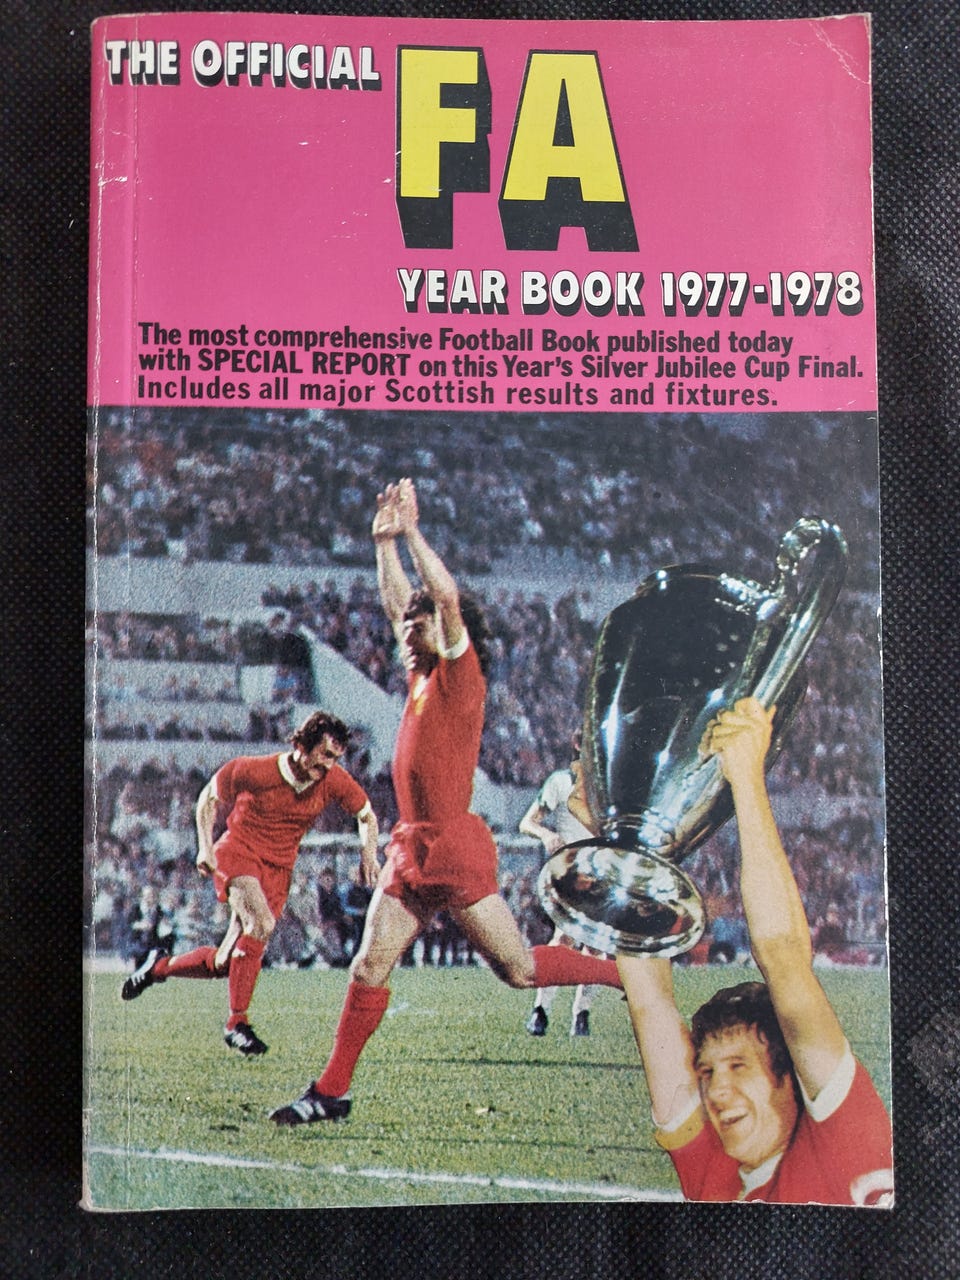 THE OFFICIAL FA
YEAR BOOK 1977-1978
The most comprehensive Football Book published today
with SPECIAL REPORT on this Year's Silver Jubilee Cup Final.
Includes all major Scottish results and fixtures.